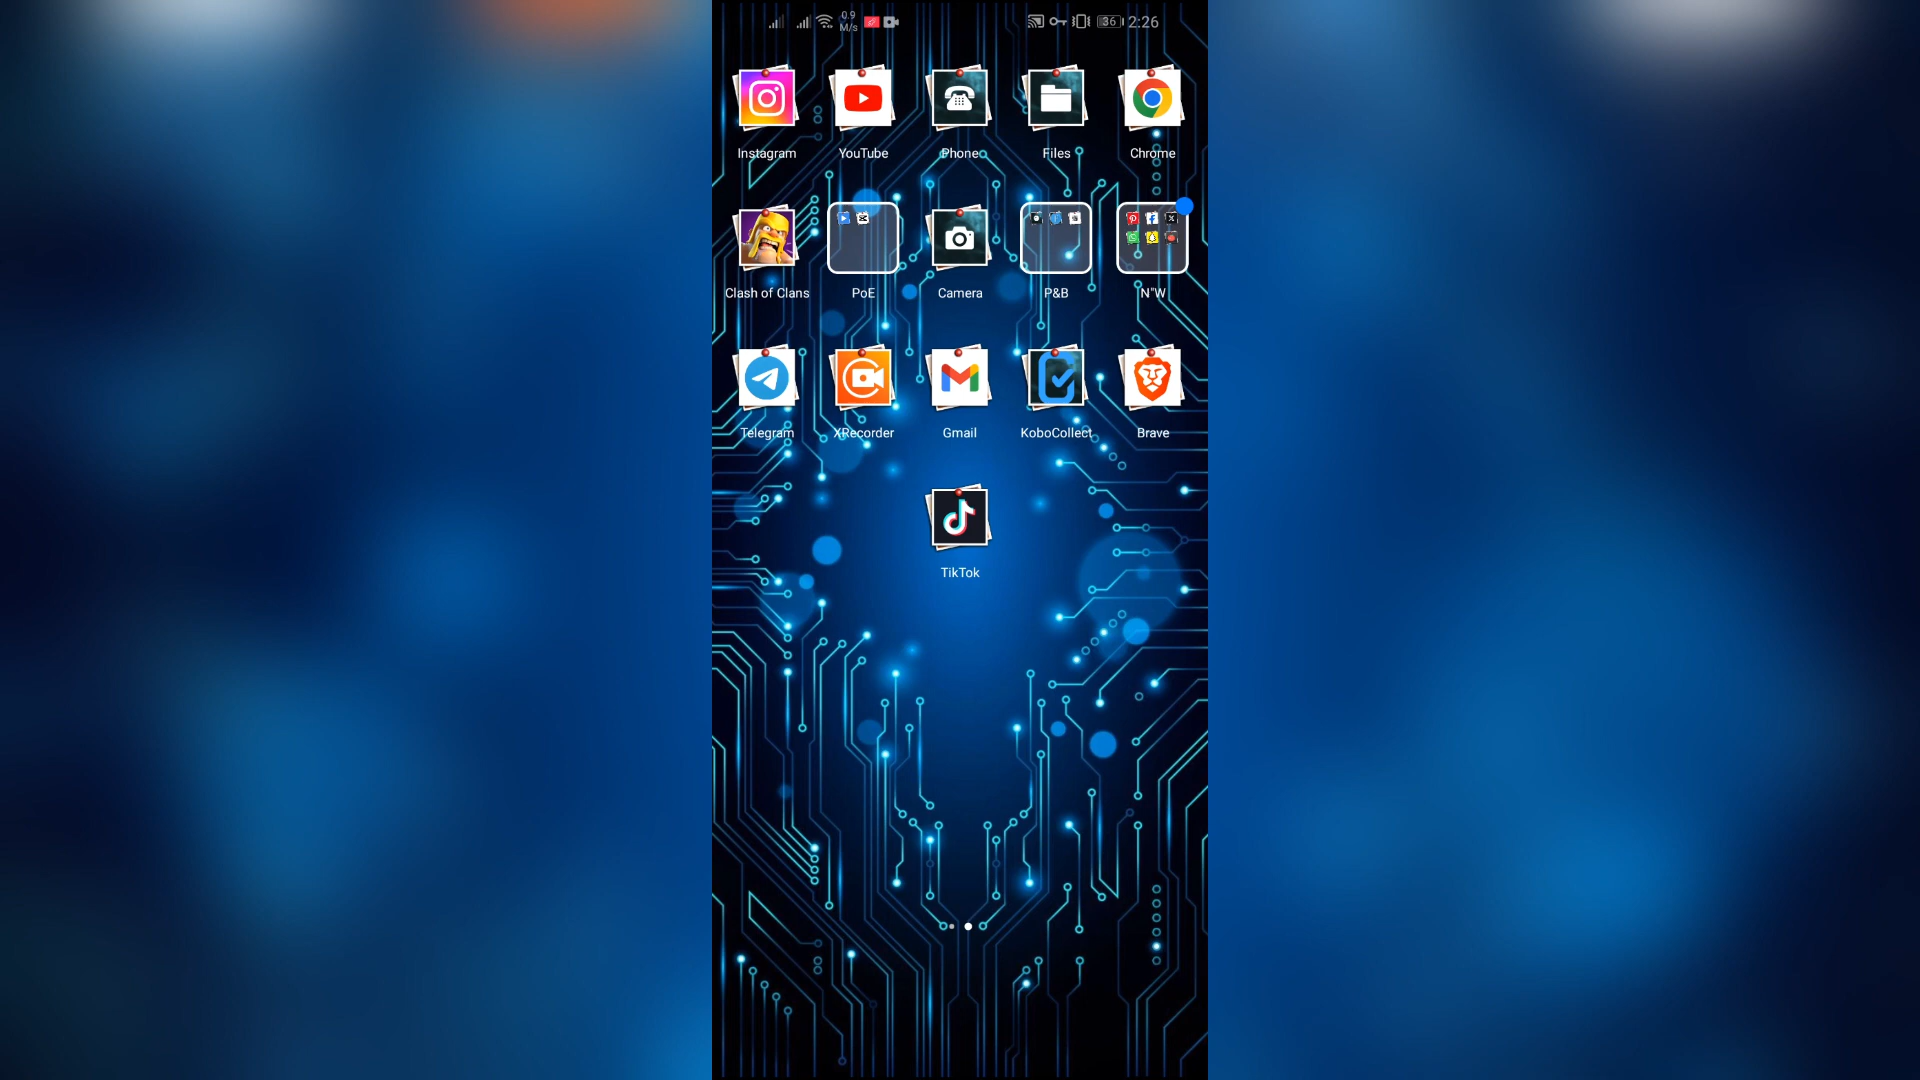 0.9
M/s
36
2:26
Instagram
YouTube
Phone
Files
Chrome
Clash of Clans
PoE
Camera
P&B
N"W
Telegram
XRecorder
Gmail
KoboCollect
Brave
TikTok